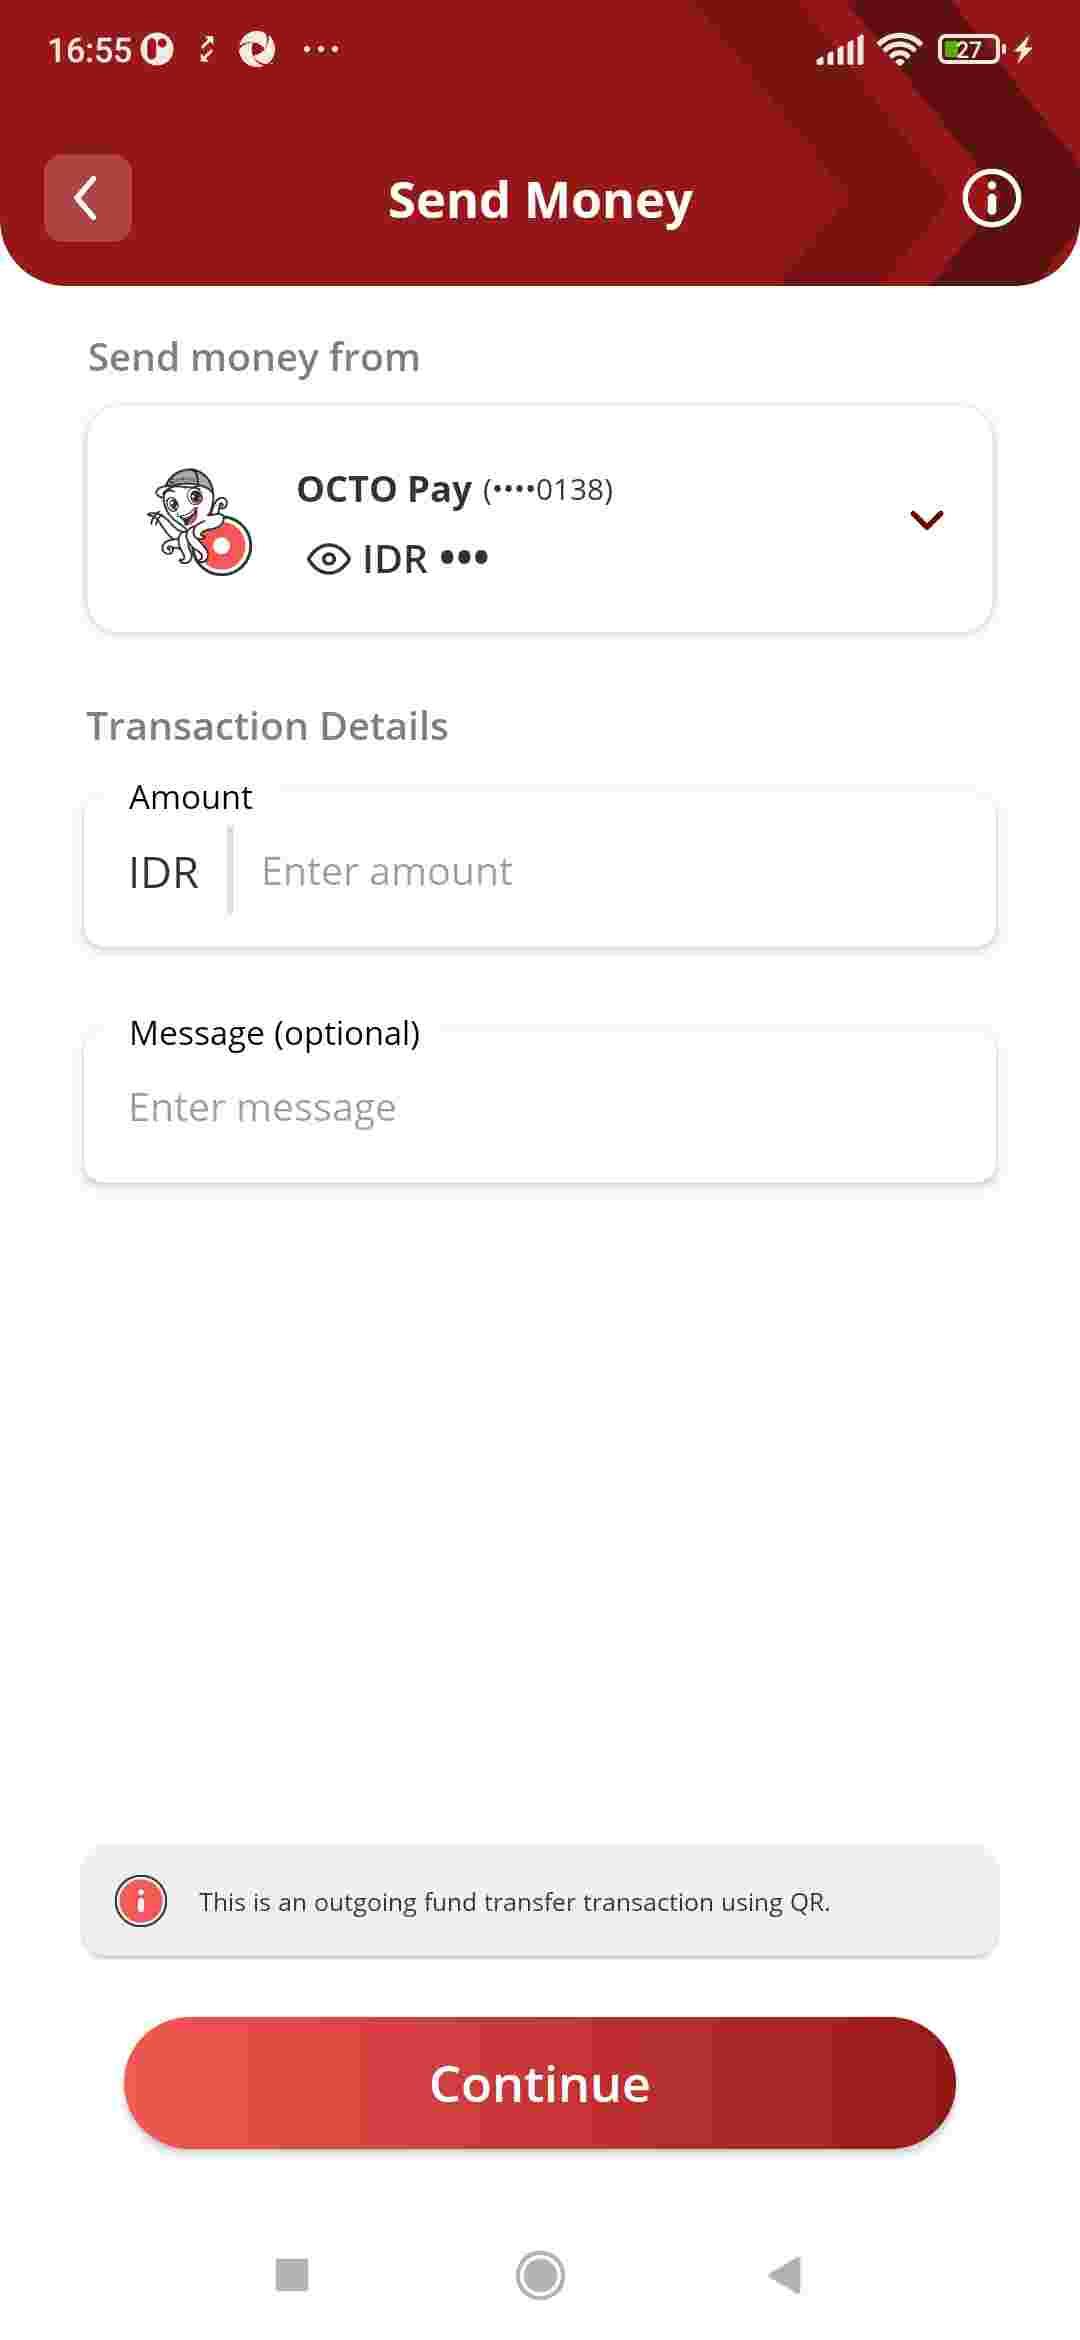 16:55
27
Send Money
Send money from
OCTO Pay (••••0138)
IDR •••
Transaction Details
Amount
IDR
Enter amount
Message (optional)
Enter message
This is an outgoing fund transfer transaction using QR.
Continue